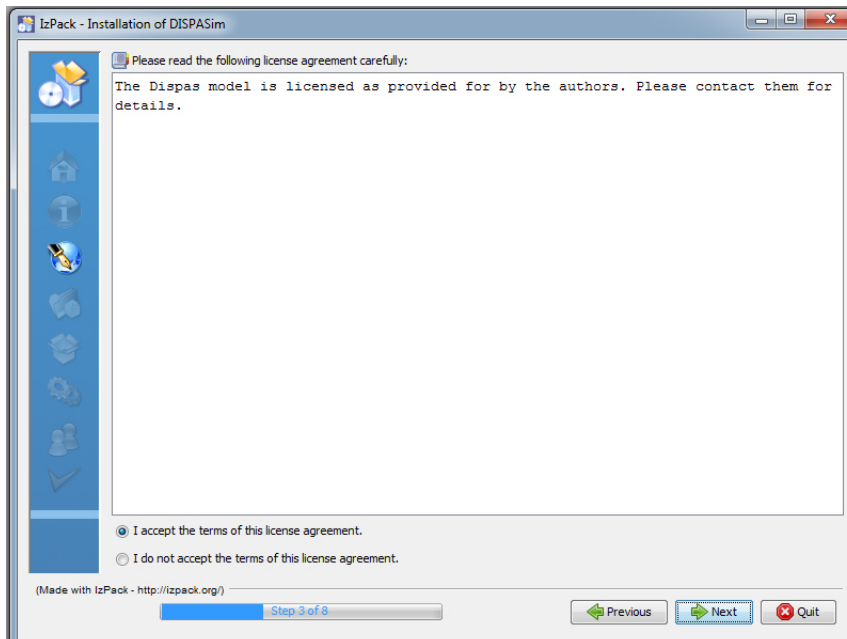 IzPack - Installation of DISPASim
Please read the following license agreement carefully:
The Dispas model is licensed as provided for by the authors. Please contact them for
details.
I accept the terms of this license agreement.
I do not accept the terms of this license agreement.
(Made with IzPack - http://izpack.org/)
Step 3 of 8
Previous
Next
Quit